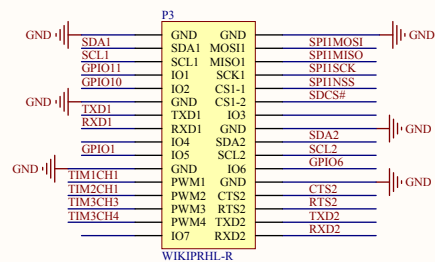 P3
GND GND GND GND
SDA1 SDA1 MOSI1 SPI1MOSI
SCL1 SCL1 MISO1 SPI1MISO
GPIO11 IO1 SCK1 SPI1SCK
GPIO10 IO2 CS1-1 SPI1NSS
GND GND CS1-2 SDCS#
TXD1 TXD1 IO3
RXD1 RXD1 GND GND
IO4 SDA2 SDA2
GPIO1 IO5 SCL2 SCL2
GND GND IO6 GPIO6
TIM1CH1 PWM1 GND GND
TIM2CH1 PWM2 CTS2 CTS2
TIM3CH3 PWM3 RTS2 RTS2
TIM3CH4 PWM4 TXD2 TXD2
IO7 RXD2 RXD2
WIKIPRHL-R